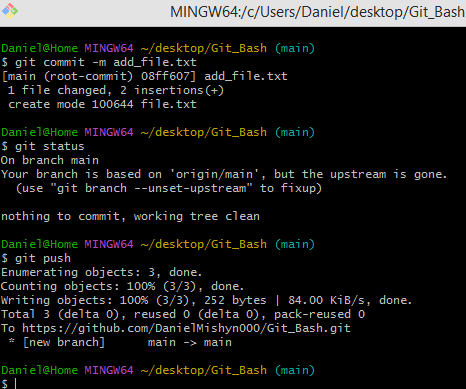 MINGW64:/c/Users/Daniel/desktop/Git_Bash
Daniel@Home MINGW64 ~/desktop/Git_Bash (main)
$ git commit -m add_file.txt
[main (root-commit) 08ff607] add_file.txt
 1 file changed, 2 insertions(+)
 create mode 100644 file.txt
Daniel@Home MINGW64 ~/desktop/Git_Bash (main)
$ git status
On branch main
Your branch is based on 'origin/main', but the upstream is gone.
  (use "git branch --unset-upstream" to fixup)
nothing to commit, working tree clean
Daniel@Home MINGW64 ~/desktop/Git_Bash (main)
$ git push
Enumerating objects: 3, done.
Counting objects: 100% (3/3), done.
Writing objects: 100% (3/3), 252 bytes | 84.00 KiB/s, done.
Total 3 (delta 0), reused 0 (delta 0), pack-reused 0
To https://github.com/DanielMishyn000/Git_Bash.git
 * [new branch]      main -> main
Daniel@Home MINGW64 ~/desktop/Git_Bash (main)
$